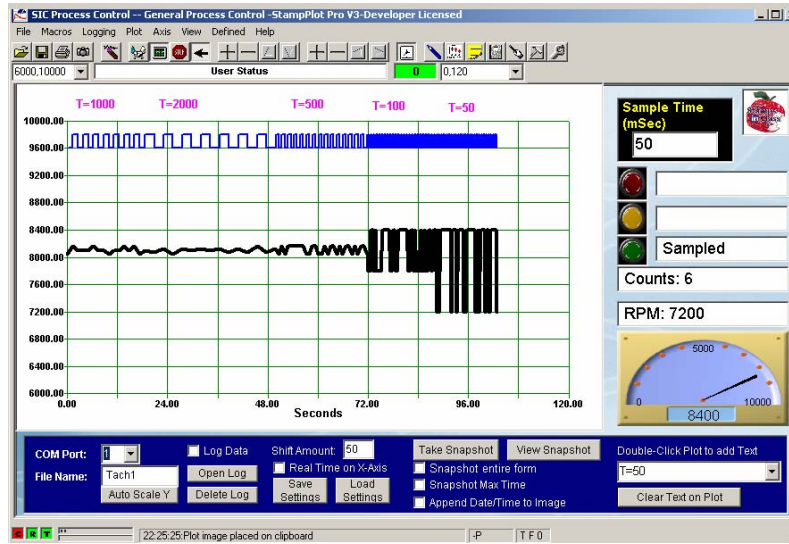 SIC Process Control -- General Process Control -StampPlot Pro V3-Developer Licensed
File Macros Logging Plot Axis View Defined Help
6000,10000 User Status 0 0,120
T=1000 T=2000 T=500 T=100 T=50
10000.00
9600.00
9200.00
8800.00
8400.00
8000.00
7600.00
7200.00
6800.00
6400.00
6000.00
0.00 24.00 48.00 72.00 96.00 120.00
Seconds
Sample Time
(mSec)
50
Sampled
Counts: 6
RPM: 7200
5000
0 10000
8400
COM Port: 1 Log Data Shift Amount: 50 Take Snapshot View Snapshot Double-Click Plot to add Text
File Name: Tach1 Open Log Real Time on X-Axis Snapshot entire form T=50
Auto Scale Y Delete Log Save Settings Load Settings Snapshot Max Time Clear Text on Plot
Append Date/Time to Image
C R T 22:25:25:Plot image placed on clipboard -P T F 0